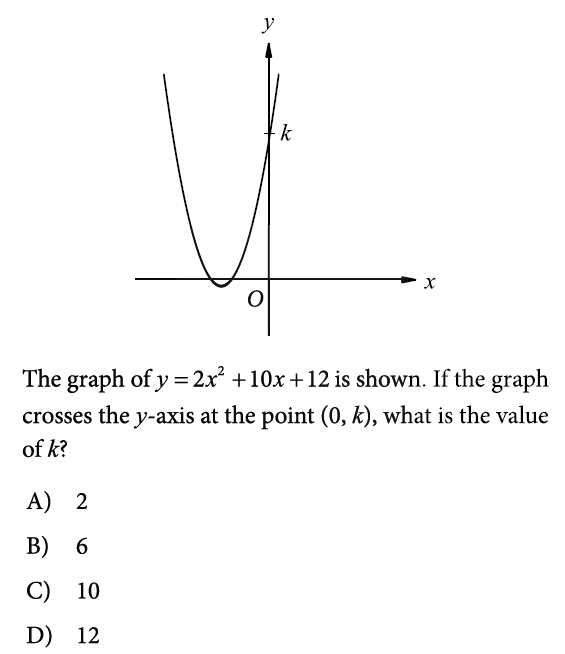 y
k
x
O
The graph of y = 2x² + 10x + 12 is shown. If the graph
crosses the y-axis at the point (0, k), what is the value
of k?
A) 2
B) 6
C) 10
D) 12